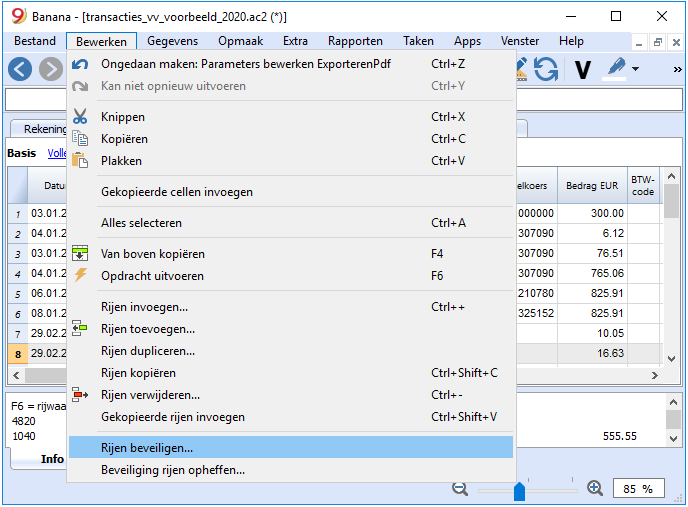 Banana - [transacties_vv_voorbeeld_2020.ac2 (*)]
Bestand Bewerken Gegevens Opmaak Extra Rapporten Taken Apps Venster Help
Ongedaan maken: Parameters bewerken ExporterenPdf Ctrl+Z
Kan niet opnieuw uitvoeren Ctrl+Y
V »
Knippen Ctrl+X
Kopiëren Ctrl+C
Plakken Ctrl+V
Gekopieerde cellen invoegen
Alles selecteren Ctrl+A
Van boven kopiëren F4
Opdracht uitvoeren F6
Rijen invoegen... Ctrl++
Rijen toevoegen...
Rijen dupliceren...
Rijen kopiëren Ctrl+Shift+C
Rijen verwijderen... Ctrl+-
Gekopieerde rijen invoegen Ctrl+Shift+V
Rijen beveiligen...
Beveiliging rijen opheffen...
Rekening
Basis Volle
Datu elkoers Bedrag EUR BTW-
code
1 03.01.2 000000 300.00
2 04.01.2 307090 6.12
3 04.01.2 307090 76.51
4 04.01.2 307090 765.06
5 06.01.2 210780 825.91
6 08.01.2 325152 825.91
7 29.02.2 10.05
8 29.02.2 16.63
F6 = rijwaa
4820
1040 555.55
Info
85 %